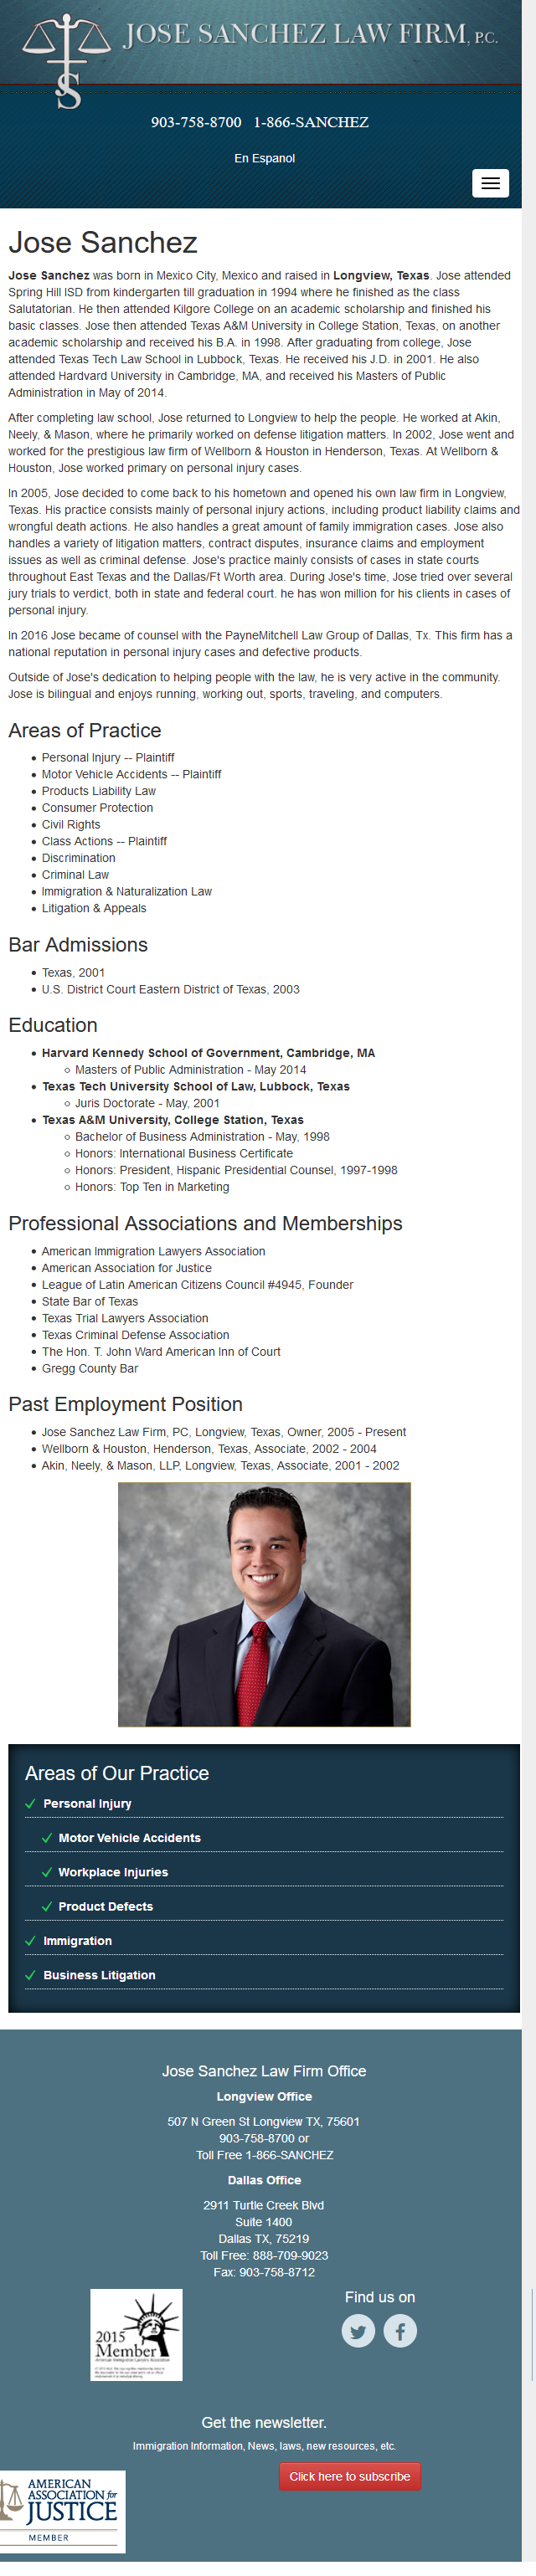 JOSE SANCHEZ LAW FIRM, P.C.
903-758-8700 1-866-SANCHEZ
En Espanol
Jose Sanchez
Jose Sanchez was born in Mexico City, Mexico and raised in Longview, Texas. Jose attended
Spring Hill ISD from kindergarten till graduation in 1994 where he finished as the class
Salutatorian. He then attended Kilgore College on an academic scholarship and finished his
basic classes. Jose then attended Texas A&M University in College Station, Texas, on another
academic scholarship and received his B.A. in 1998. After graduating from college, Jose
attended Texas Tech Law School in Lubbock, Texas. He received his J.D. in 2001. He also
attended Hardvard University in Cambridge, MA, and received his Masters of Public
Administration in May of 2014.
After completing law school, Jose returned to Longview to help the people. He worked at Akin,
Neely, & Mason, where he primarily worked on defense litigation matters. In 2002, Jose went and
worked for the prestigious law firm of Wellborn & Houston in Henderson, Texas. At Wellborn &
Houston, Jose worked primary on personal injury cases.
In 2005, Jose decided to come back to his hometown and opened his own law firm in Longview,
Texas. His practice consists mainly of personal injury actions, including product liability claims and
wrongful death actions. He also handles a great amount of family immigration cases. Jose also
handles a variety of litigation matters, contract disputes, insurance claims and employment
issues as well as criminal defense. Jose's practice mainly consists of cases in state courts
throughout East Texas and the Dallas/Ft Worth area. During Jose's time, Jose tried over several
jury trials to verdict, both in state and federal court. he has won million for his clients in cases of
personal injury.
In 2016 Jose became of counsel with the PayneMitchell Law Group of Dallas, Tx. This firm has a
national reputation in personal injury cases and defective products.
Outside of Jose's dedication to helping people with the law, he is very active in the community.
Jose is bilingual and enjoys running, working out, sports, traveling, and computers.
Areas of Practice
Personal Injury -- Plaintiff
Motor Vehicle Accidents -- Plaintiff
Products Liability Law
Consumer Protection
Civil Rights
Class Actions -- Plaintiff
Discrimination
Criminal Law
Immigration & Naturalization Law
Litigation & Appeals
Bar Admissions
Texas, 2001
U.S. District Court Eastern District of Texas, 2003
Education
Harvard Kennedy School of Government, Cambridge, MA
Masters of Public Administration - May 2014
Texas Tech University School of Law, Lubbock, Texas
Juris Doctorate - May, 2001
Texas A&M University, College Station, Texas
Bachelor of Business Administration - May, 1998
Honors: International Business Certificate
Honors: President, Hispanic Presidential Counsel, 1997-1998
Honors: Top Ten in Marketing
Professional Associations and Memberships
American Immigration Lawyers Association
American Association for Justice
League of Latin American Citizens Council #4945, Founder
State Bar of Texas
Texas Trial Lawyers Association
Texas Criminal Defense Association
The Hon. T. John Ward American Inn of Court
Gregg County Bar
Past Employment Position
Jose Sanchez Law Firm, PC, Longview, Texas, Owner, 2005 - Present
Wellborn & Houston, Henderson, Texas, Associate, 2002 - 2004
Akin, Neely, & Mason, LLP, Longview, Texas, Associate, 2001 - 2002
Areas of Our Practice
Personal Injury
Motor Vehicle Accidents
Workplace Injuries
Product Defects
Immigration
Business Litigation
Jose Sanchez Law Firm Office
Longview Office
507 N Green St Longview TX, 75601
903-758-8700 or
Toll Free 1-866-SANCHEZ
Dallas Office
2911 Turtle Creek Blvd
Suite 1400
Dallas TX, 75219
Toll Free: 888-709-9023
Fax: 903-758-8712
2015
Member
American Immigration Lawyers Association
Find us on
Get the newsletter.
Immigration Information, News, laws, new resources, etc.
Click here to subscribe
AMERICAN
ASSOCIATION for
JUSTICE
MEMBER